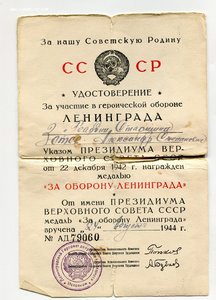 За нашу Советскую Родину
СС СР
УДОСТОВЕРЕНИЕ
За участие в героической обороне
ЛЕНИНГРАДА
Указом ПРЕЗИДИУМА ВЕР-
ХОВНОГО СОВЕТА СССР
от 22 декабря 1942 г. награжден
медалью
"ЗА ОБОРОНУ ЛЕНИНГРАДА"
От имени ПРЕЗИДИУМА
ВЕРХОВНОГО СОВЕТА СССР
медаль „За оборону Ленинграда"
вручена 1944 г.
№ АД 79060